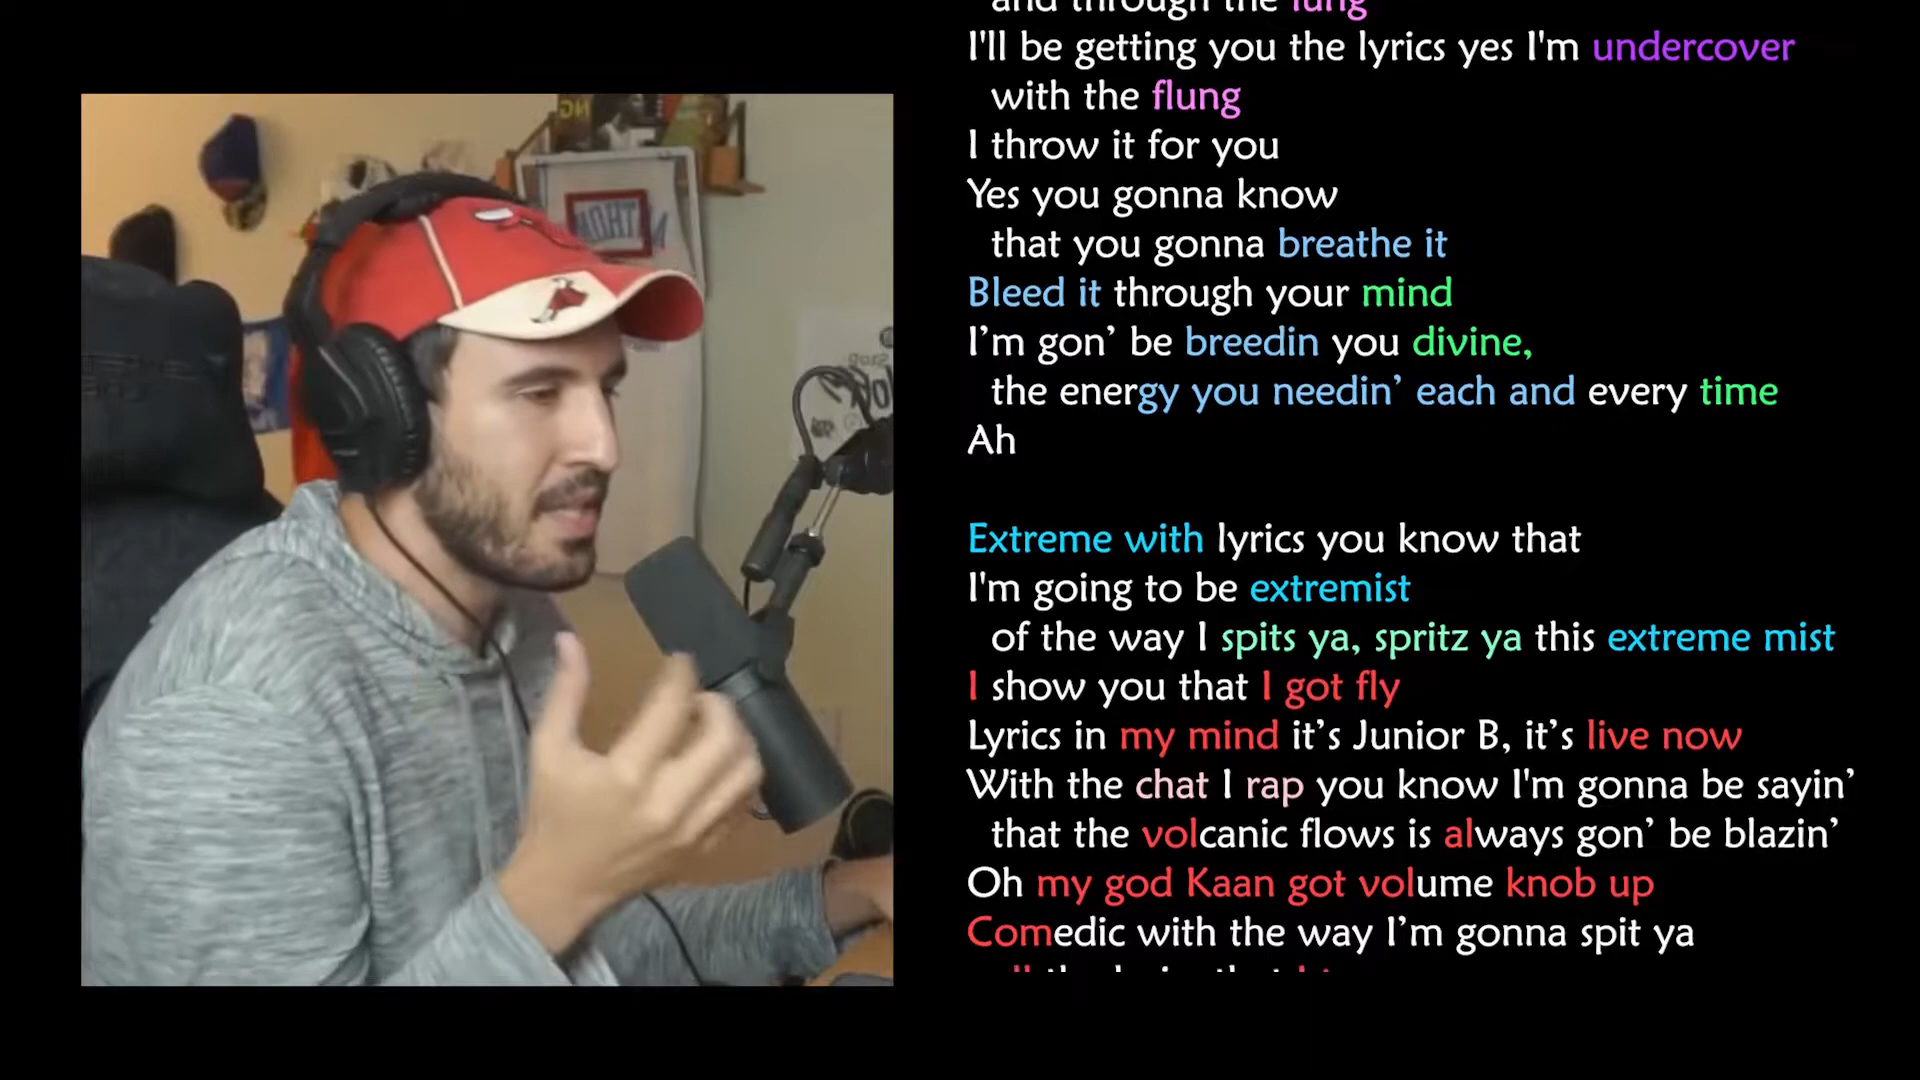 and through the lung
I'll be getting you the lyrics yes I'm undercover
with the flung
I throw it for you
Yes you gonna know
that you gonna breathe it
Bleed it through your mind
I'm gon' be breedin you divine,
the energy you needin' each and every time
Ah
Extreme with lyrics you know that
I'm going to be extremist
of the way I spits ya, spritz ya this extreme mist
I show you that I got fly
Lyrics in my mind it's Junior B, it's live now
With the chat I rap you know I'm gonna be sayin'
that the volcanic flows is always gon' be blazin'
Oh my god Kaan got volume knob up
Comedic with the way I'm gonna spit ya